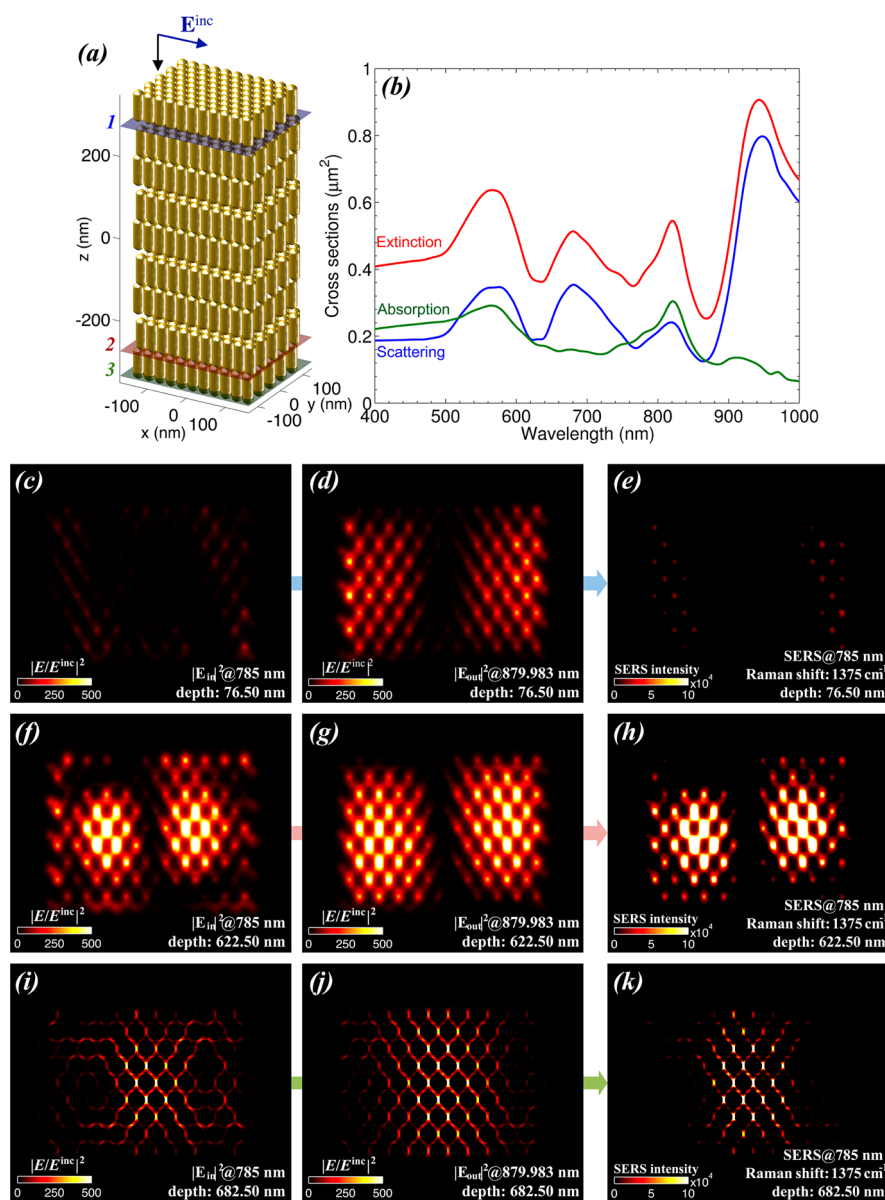 (a)
E^inc
1
200
0
-200
2
3
z (nm)
-100
0
100
x (nm)
-100
0
100
y (nm)
(b)
1
0.8
0.6
0.4
0.2
0
Cross sections (μm²)
Extinction
Absorption
Scattering
400 500 600 700 800 900 1000
Wavelength (nm)
(c)
|E/E^inc|²
250 500
|E_in|²@785 nm
depth: 76.50 nm
(d)
|E/E^inc|²
250 500
|E_out|²@879.983 nm
depth: 76.50 nm
(e)
SERS intensity
5 10 ×10⁴
SERS@785 nm
Raman shift: 1375 cm⁻¹
depth: 76.50 nm
(f)
|E/E^inc|²
250 500
|E_in|²@785 nm
depth: 622.50 nm
(g)
|E/E^inc|²
250 500
|E_out|²@879.983 nm
depth: 622.50 nm
(h)
SERS intensity
5 10 ×10⁴
SERS@785 nm
Raman shift: 1375 cm⁻¹
depth: 622.50 nm
(i)
|E/E^inc|²
0 250 500
|E_in|²@785 nm
depth: 682.50 nm
(j)
|E/E^inc|²
0 250 500
|E_out|²@879.983 nm
depth: 682.50 nm
(k)
SERS intensity
0 5 10 ×10⁴
SERS@785 nm
Raman shift: 1375 cm⁻¹
depth: 682.50 nm